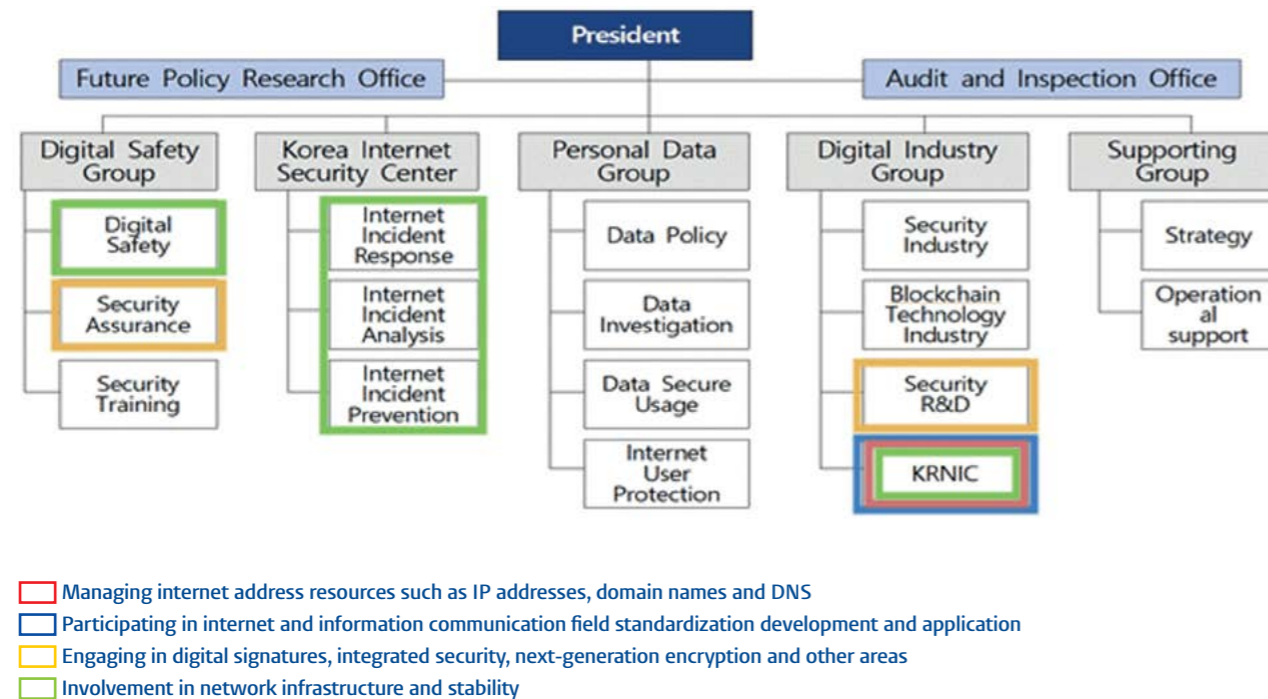 President
Future Policy Research Office
Audit and Inspection Office
Digital Safety
Group
Korea Internet
Security Center
Personal Data
Group
Digital Industry
Group
Supporting
Group
Digital
Safety
Security
Assurance
Security
Training
Internet
Incident
Response
Internet
Incident
Analysis
Internet
Incident
Prevention
Data Policy
Data
Investigation
Data Secure
Usage
Internet
User
Protection
Security
Industry
Blockchain
Technology
Industry
Security
R&D
KRNIC
Strategy
Operation
al
support
Managing internet address resources such as IP addresses, domain names and DNS
Participating in internet and information communication field standardization development and application
Engaging in digital signatures, integrated security, next-generation encryption and other areas
Involvement in network infrastructure and stability